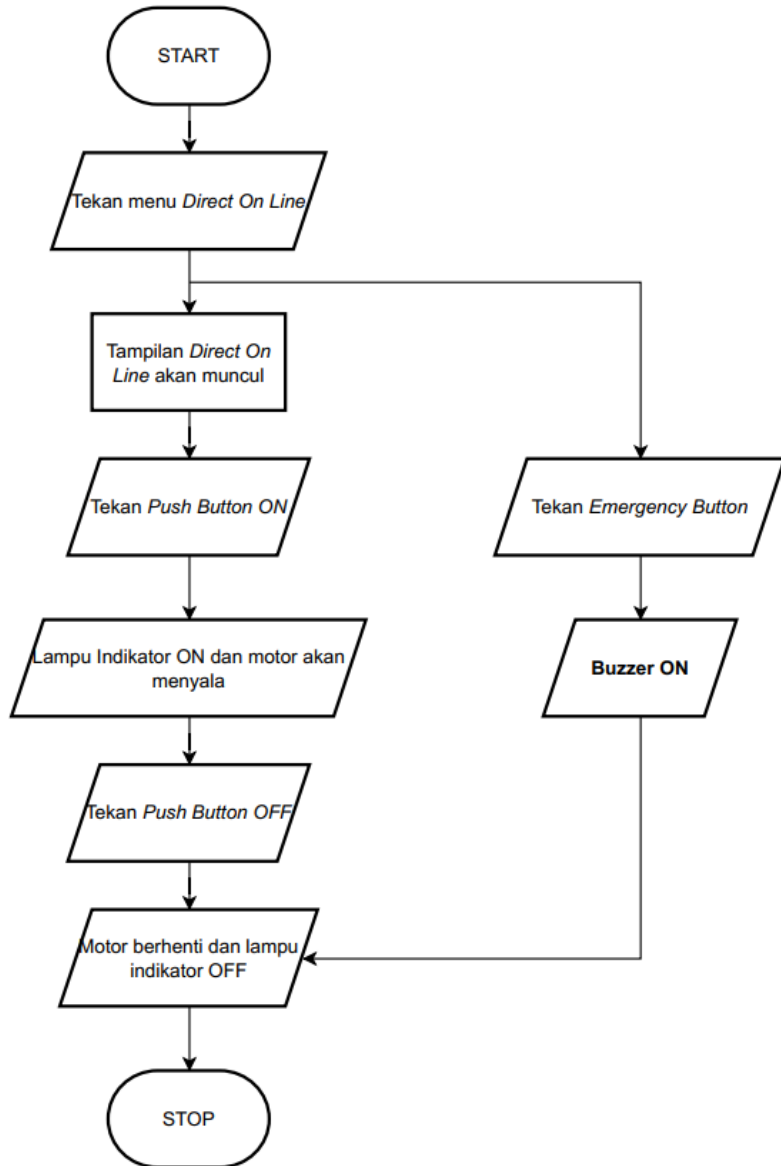 START
Tekan menu Direct On Line
Tampilan Direct On
Line akan muncul
Tekan Push Button ON
Tekan Emergency Button
Lampu Indikator ON dan motor akan
menyala
Buzzer ON
Tekan Push Button OFF
Motor berhenti dan lampu
indikator OFF
STOP